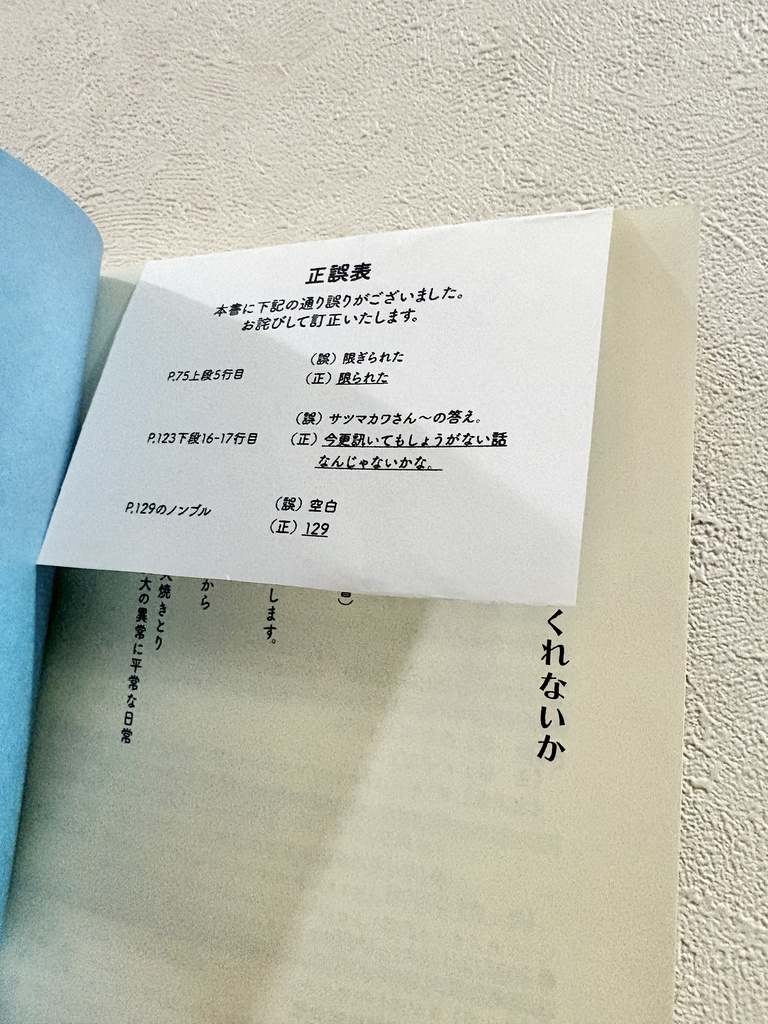 正誤表
本書に下記の通り誤りがございました。
お詫びして訂正いたします。
P.75上段5行目
（誤）限ぎられた
（正）限られた
P.123下段16-17行目
（誤）サツマカワさん〜の答え。
（正）今更訊いてもしょうがない話
なんじゃないかな。
P.129のノンブル
（誤）空白
（正）129
くれないか
）
します。
から
焼きとり
大の異常に平常な日常